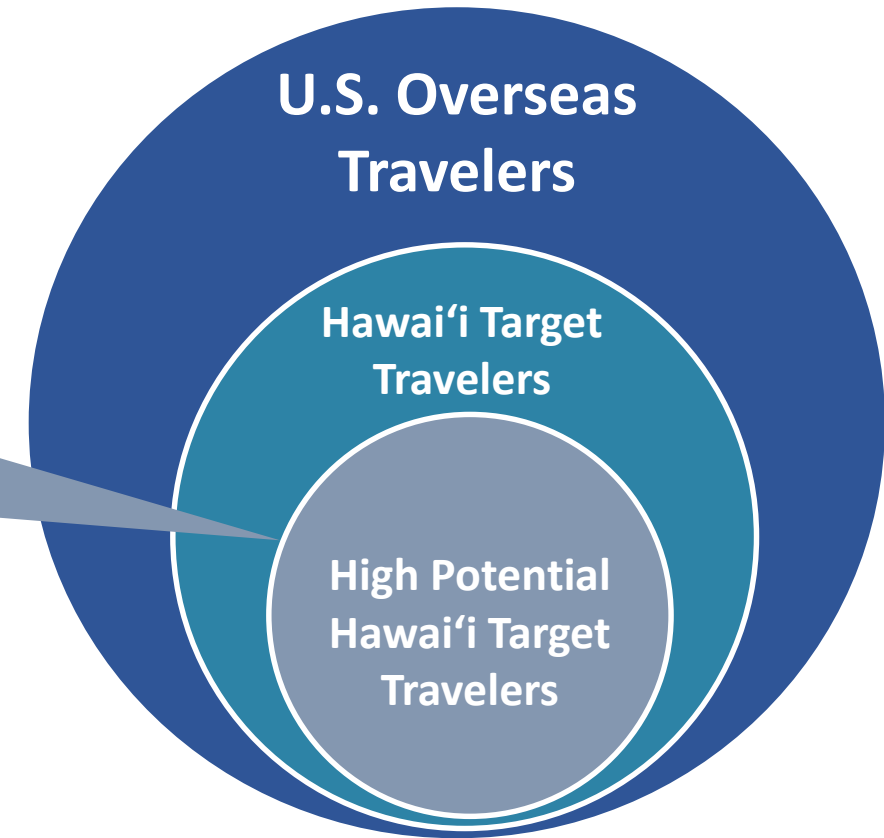 U.S. Overseas
Travelers
Hawai‘i Target
Travelers
High Potential
Hawai‘i Target
Travelers